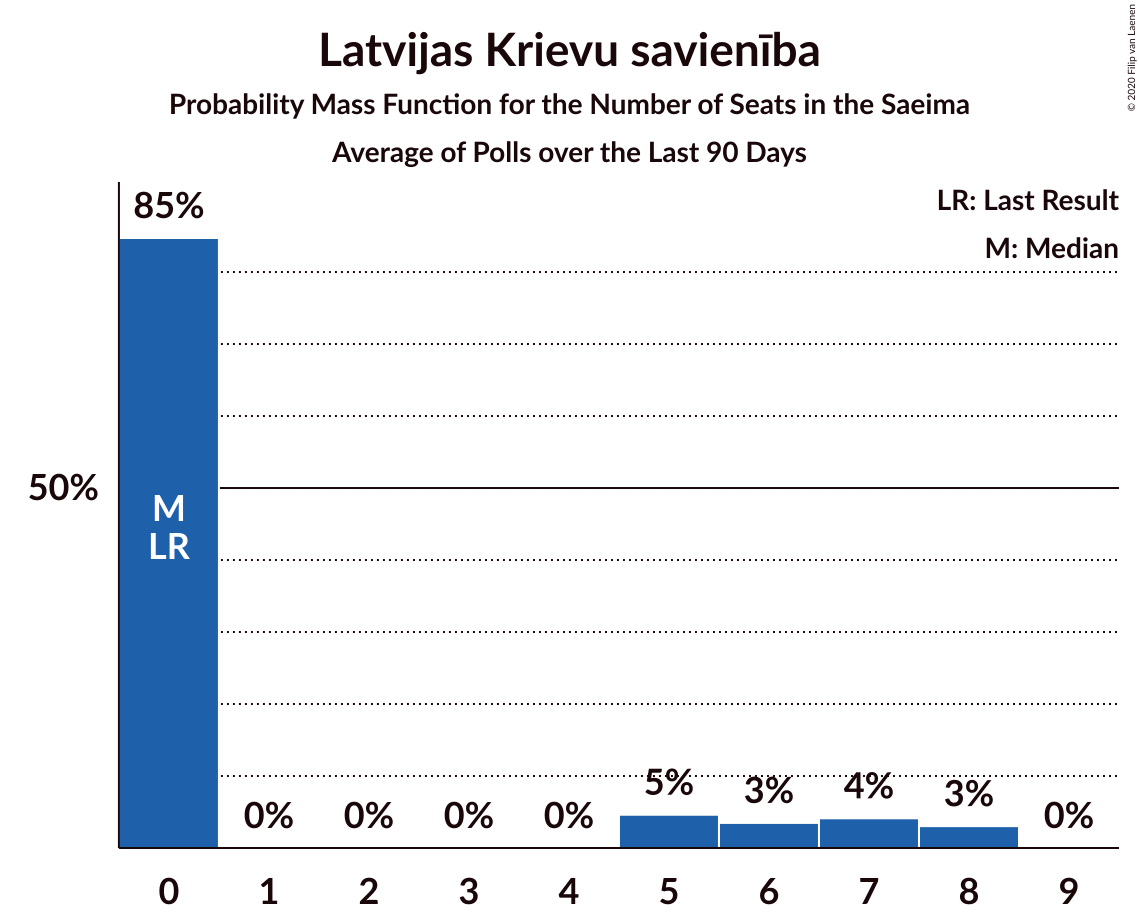 Latvijas Krievu savienība
Probability Mass Function for the Number of Seats in the Saeima
Average of Polls over the Last 90 Days
© 2020 Filip van Laenen
LR: Last Result
M: Median
85%
50%
M
LR
0% 0% 0% 0% 5% 3% 4% 3% 0%
0 1 2 3 4 5 6 7 8 9